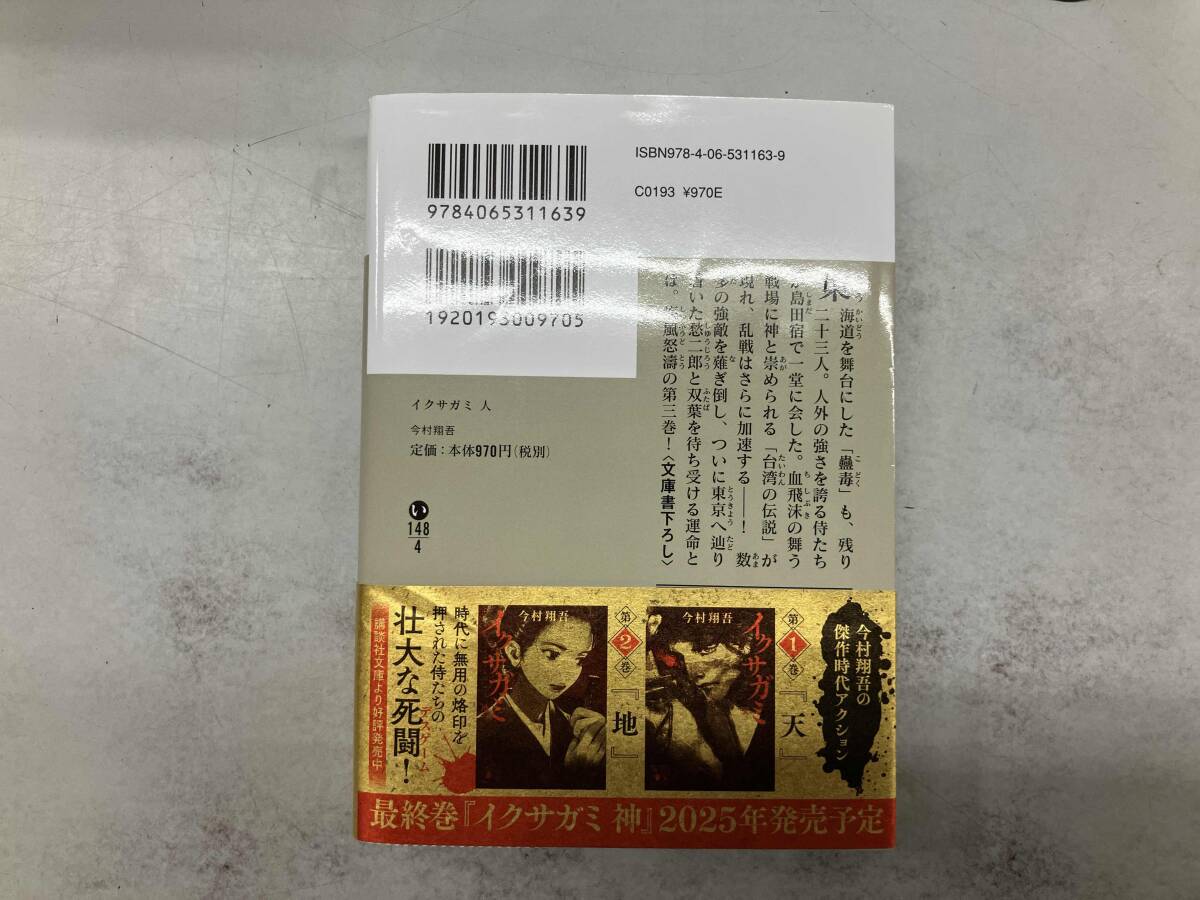 ISBN978-4-06-531163-9
C0193 ¥970E
9784065311639
1920193009705
東海道を舞台にした「蠱毒」も、残り
二十三人。人外の強さを誇る侍たち
が島田宿で一堂に会した。血飛沫の舞う
戦場に神と崇められる「台湾の伝説」が
現れ、乱戦はさらに加速する――！ 数
多の強敵を薙ぎ倒し、ついに東京へ辿り
着いた愁二郎と双葉を待ち受ける運命と
は。疾風怒濤の第三巻！〈文庫書下ろし〉
イクサガミ 人
今村翔吾
定価：本体970円（税別）
い
148
4
今村翔吾の
傑作時代アクション
第1巻『天』
今村翔吾
イクサガミ
第2巻『地』
今村翔吾
イクサガミ
時代に無用の烙印を
押された侍たちの
壮大な死闘！
デスゲーム
講談社文庫より好評発売中
最終巻『イクサガミ 神』2025年発売予定